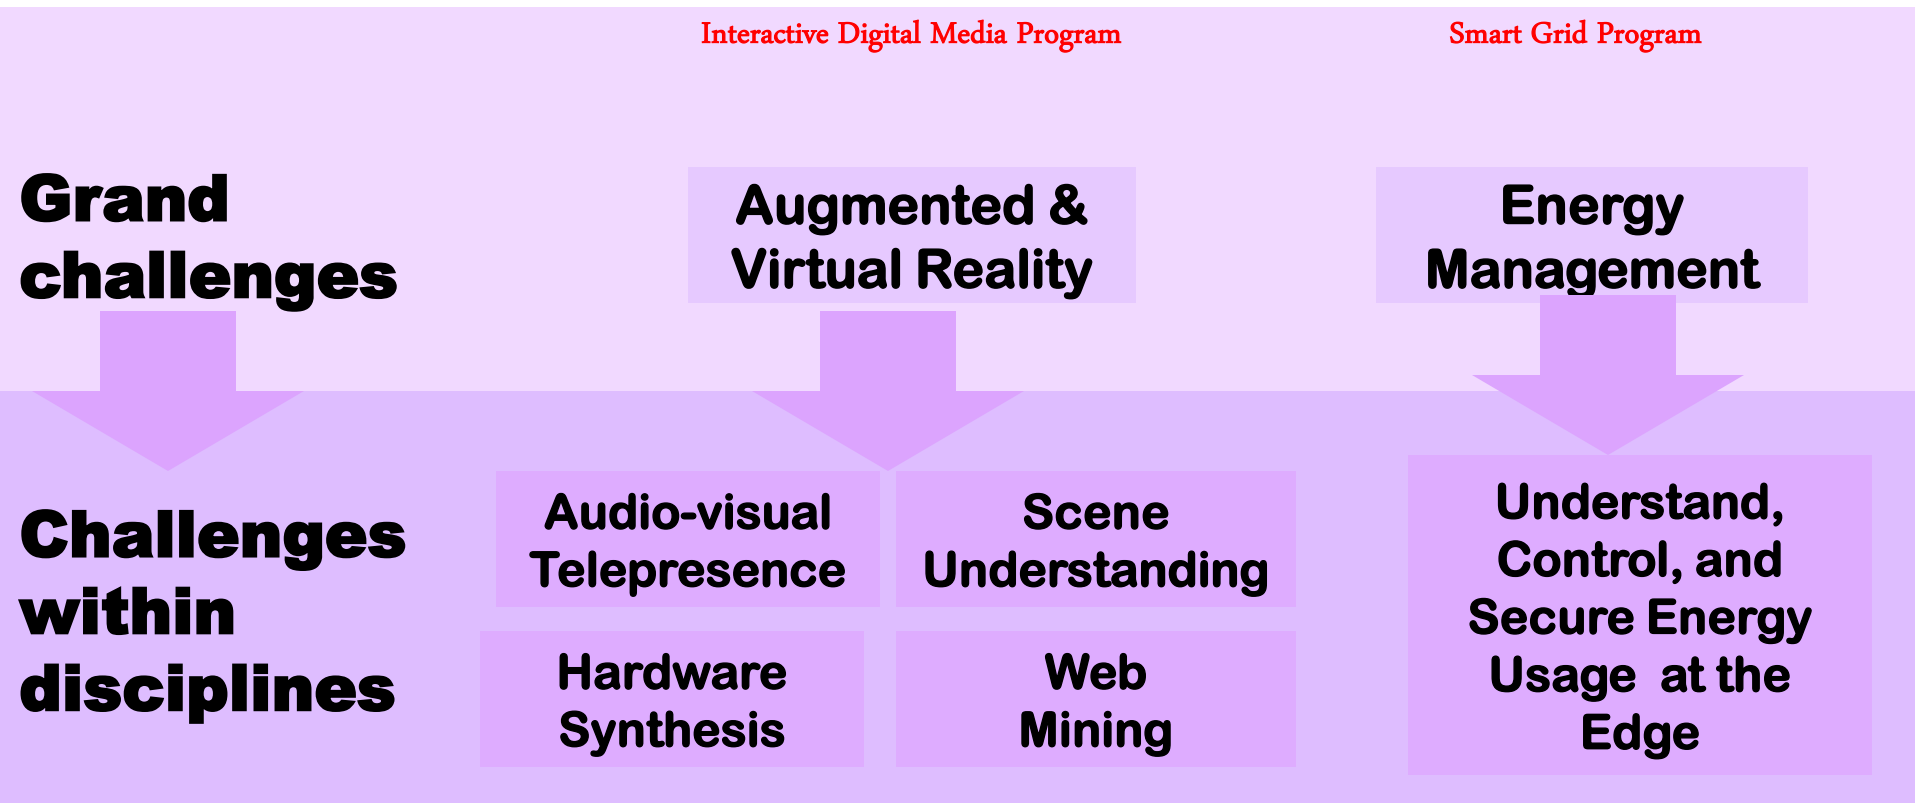 Interactive Digital Media Program
Smart Grid Program
Grand
challenges
Augmented &
Virtual Reality
Energy
Management
Challenges
within
disciplines
Audio-visual
Telepresence
Scene
Understanding
Hardware
Synthesis
Web
Mining
Understand,
Control, and
Secure Energy
Usage at the
Edge